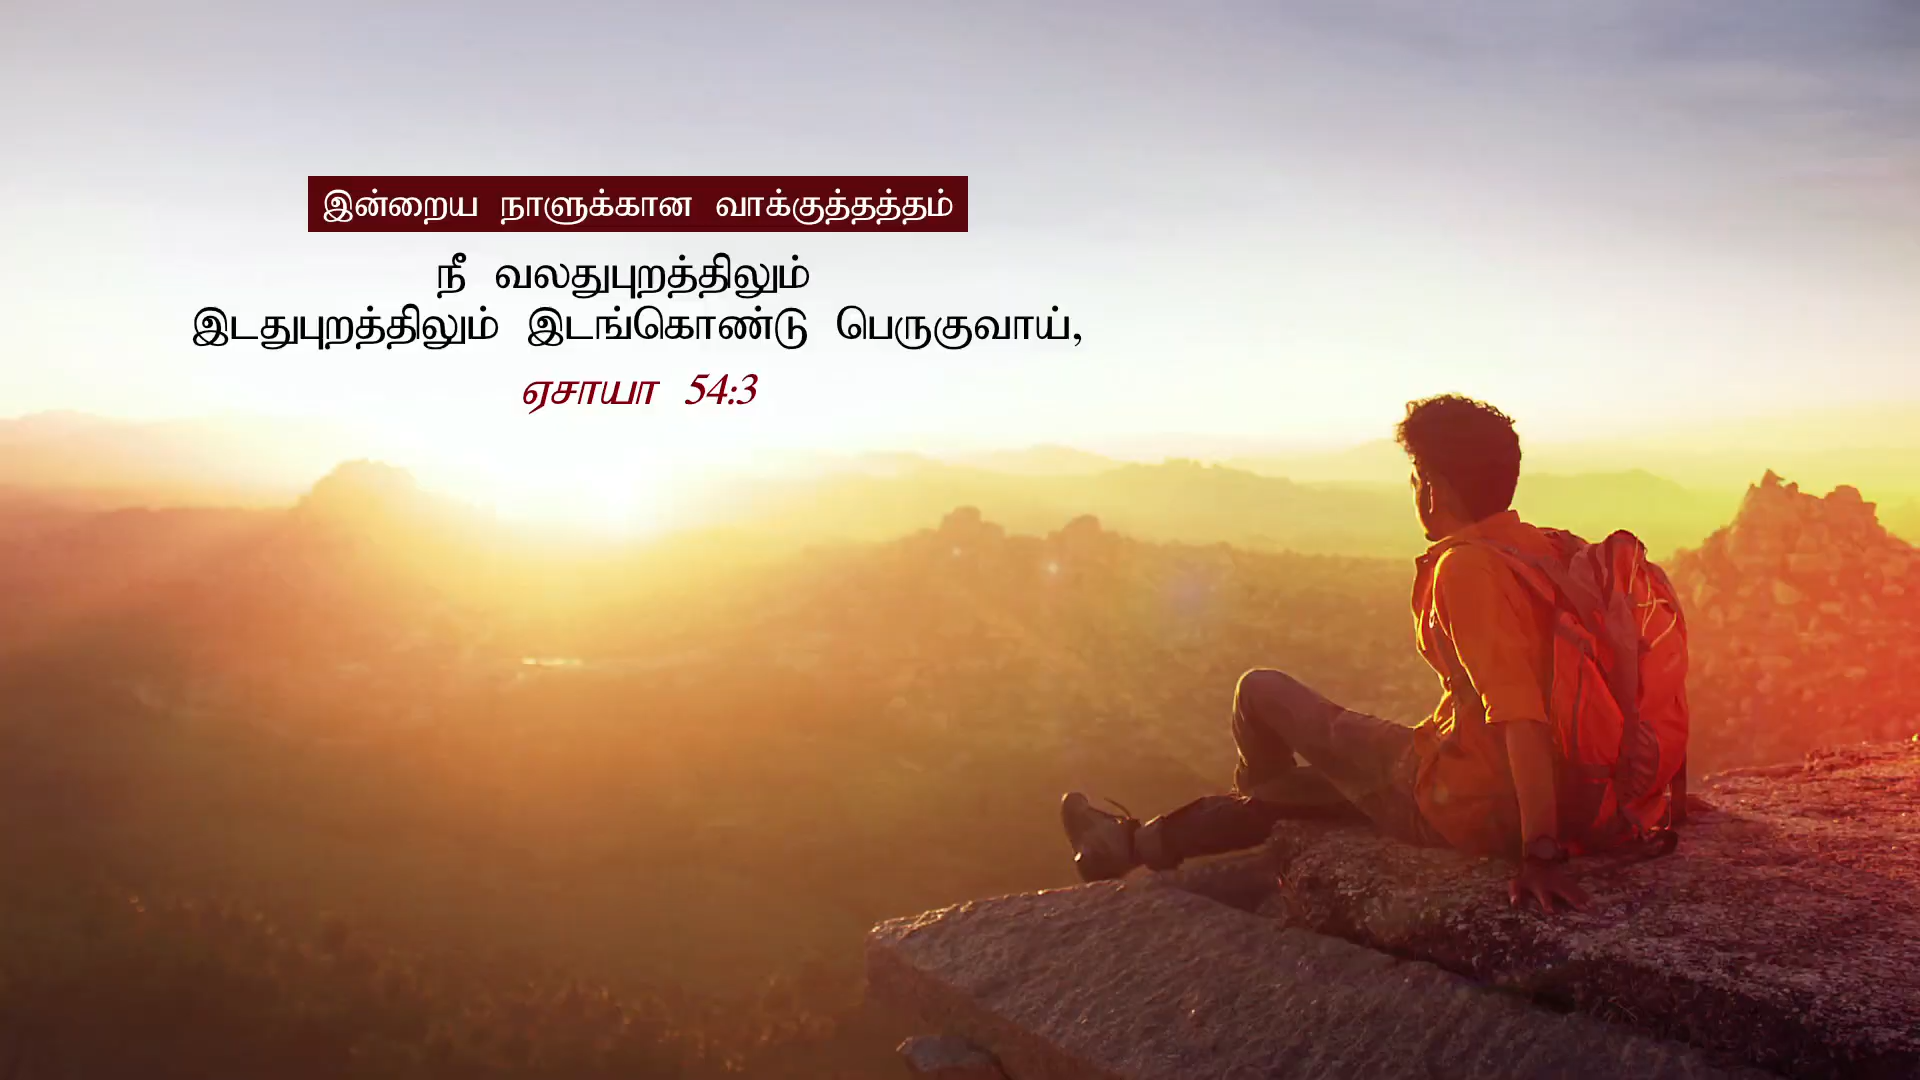 இன்றைய நாளுக்கான வாக்குத்தத்தம்
நீ வலதுபுறத்திலும்
இடதுபுறத்திலும் இடங்கொண்டு பெருகுவாய்,
ஏசாயா 54:3